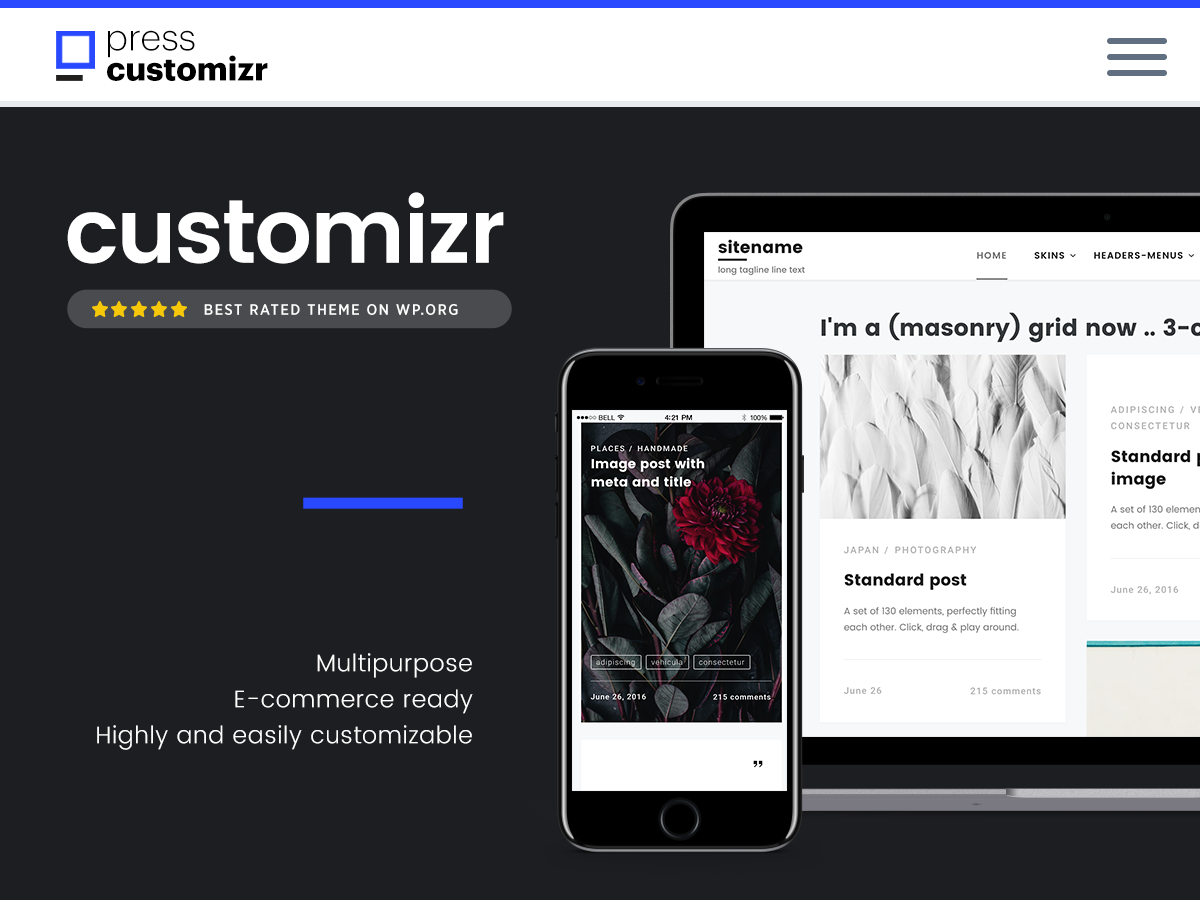 press
customizr
customizr
BEST RATED THEME ON WP.ORG
Multipurpose
E-commerce ready
Highly and easily customizable
sitename
long tagline line text
HOME SKINS HEADERS-MENUS
I'm a (masonry) grid now .. 3-c
JAPAN / PHOTOGRAPHY
Standard post
A set of 130 elements, perfectly fitting
each other. Click, drag & play around.
June 26 215 comments
ADIPISCING / VE
CONSECTETUR
Standard p
image
A set of 130 elemen
each other. Click, d
June 26, 2016
BELL 4:21 PM 100%
PLACES / HANDMADE
Image post with
meta and title
adipiscing vehicula consectetur
June 26, 2016 215 comments
”